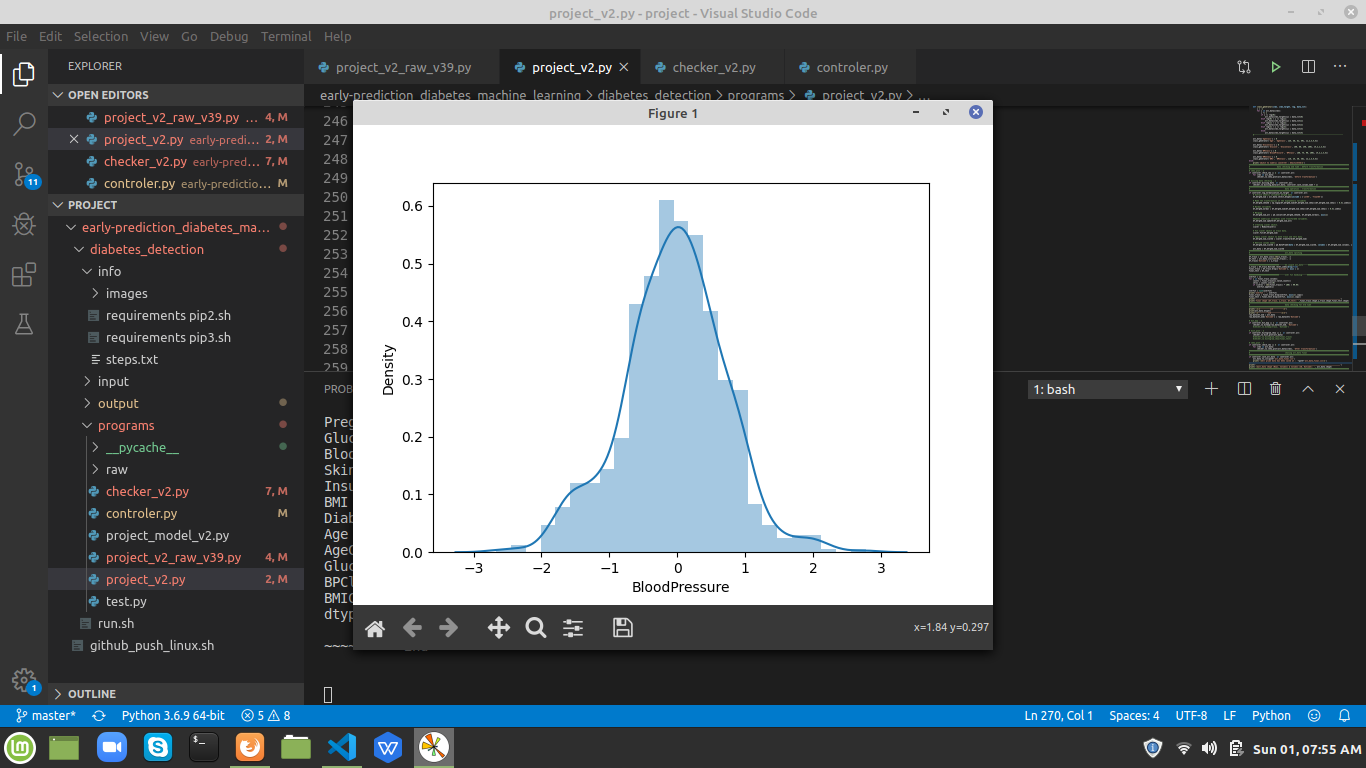 project_v2.py - project - Visual Studio Code
File Edit Selection View Go Debug Terminal Help
EXPLORER
project_v2_raw_v39.py
project_v2.py
checker_v2.py
controler.py
OPEN EDITORS
project_v2_raw_v39.py ... 4, M
project_v2.py early-predi... 2, M
checker_v2.py early-pred... 7, M
controler.py early-predictio... M
11
PROJECT
early-prediction_diabetes_ma...
diabetes_detection
info
images
requirements pip2.sh
requirements pip3.sh
steps.txt
input
output
programs
__pycache__
raw
checker_v2.py 7, M
controler.py M
project_model_v2.py
project_v2_raw_v39.py 4, M
project_v2.py 2, M
test.py
run.sh
github_push_linux.sh
OUTLINE
1
early-prediction_diabetes_machine_learning > diabetes_detection > programs > project_v2.py > ...
246
247
248
249
250
251
252
253
254
255
256
257
258
259
Figure 1
0.6
0.5
0.4
0.3
0.2
0.1
0.0
Density
−3 −2 −1 0 1 2 3
BloodPressure
x=1.84 y=0.297
PROB
1: bash
Preg
Gluc
Bloo
Skin
Insu
BMI
Diab
Age
AgeC
Gluc
BPCl
BMIC
dtyp
~~~~
master*
Python 3.6.9 64-bit
5
8
Ln 270, Col 1
Spaces: 4
UTF-8
LF
Python
Sun 01, 07:55 AM